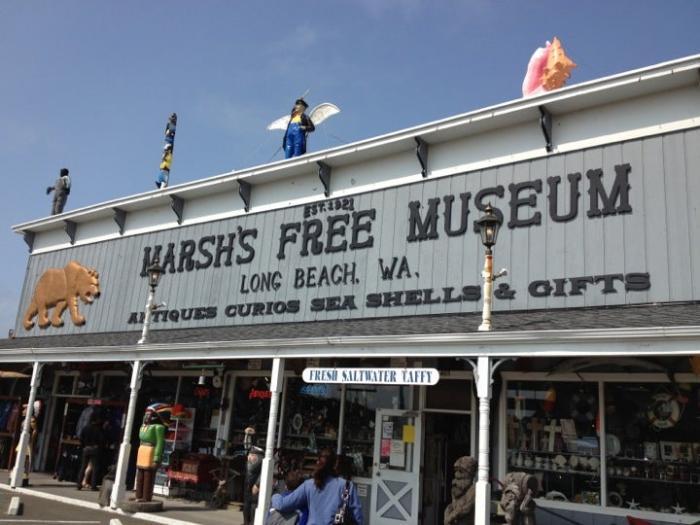 EST. 1921
MARSH'S FREE MUSEUM
LONG BEACH, WA.
ANTIQUES CURIOS SEA SHELLS & GIFTS
FRESH SALTWATER TAFFY